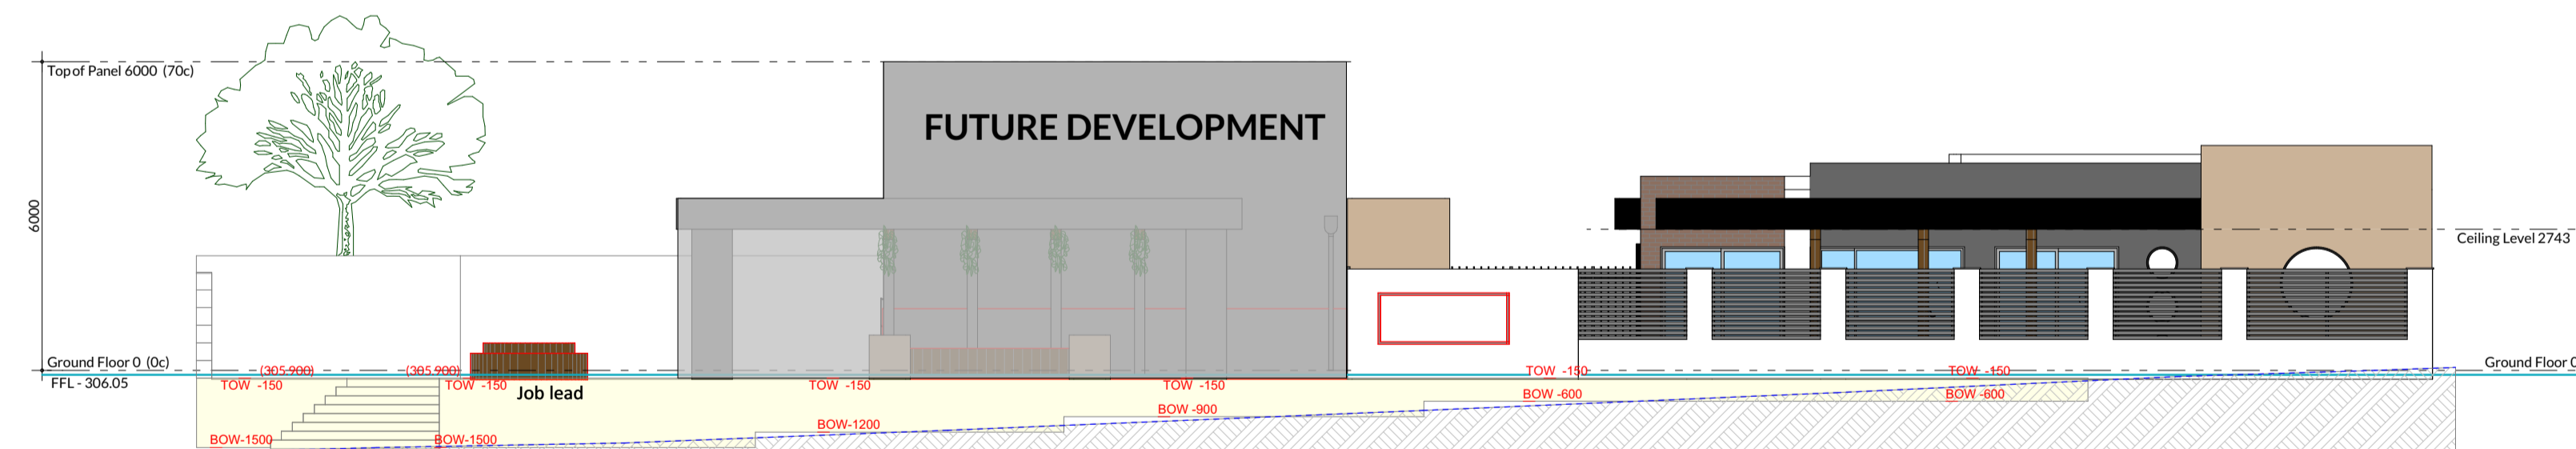 Top of Panel 6000 (70c)
FUTURE DEVELOPMENT
6000
Ceiling Level 2743
Ground Floor 0 (0c)
(305.900)
(305.900)
TOW -150
TOW -150
Ground Floor 0
FFL - 306.05
TOW -150
TOW -150
TOW -150
TOW -150
Job lead
BOW -600
BOW -600
BOW -900
BOW-1200
BOW-1500
BOW-1500